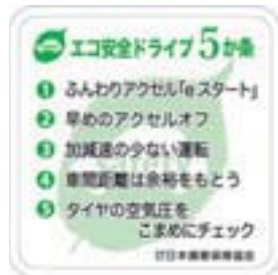 エコ安全ドライブ5か条
1 ふんわりアクセル「eスタート」
2 早めのアクセルオフ
3 加減速の少ない運転
4 車間距離は余裕をもとう
5 タイヤの空気圧を
こまめにチェック